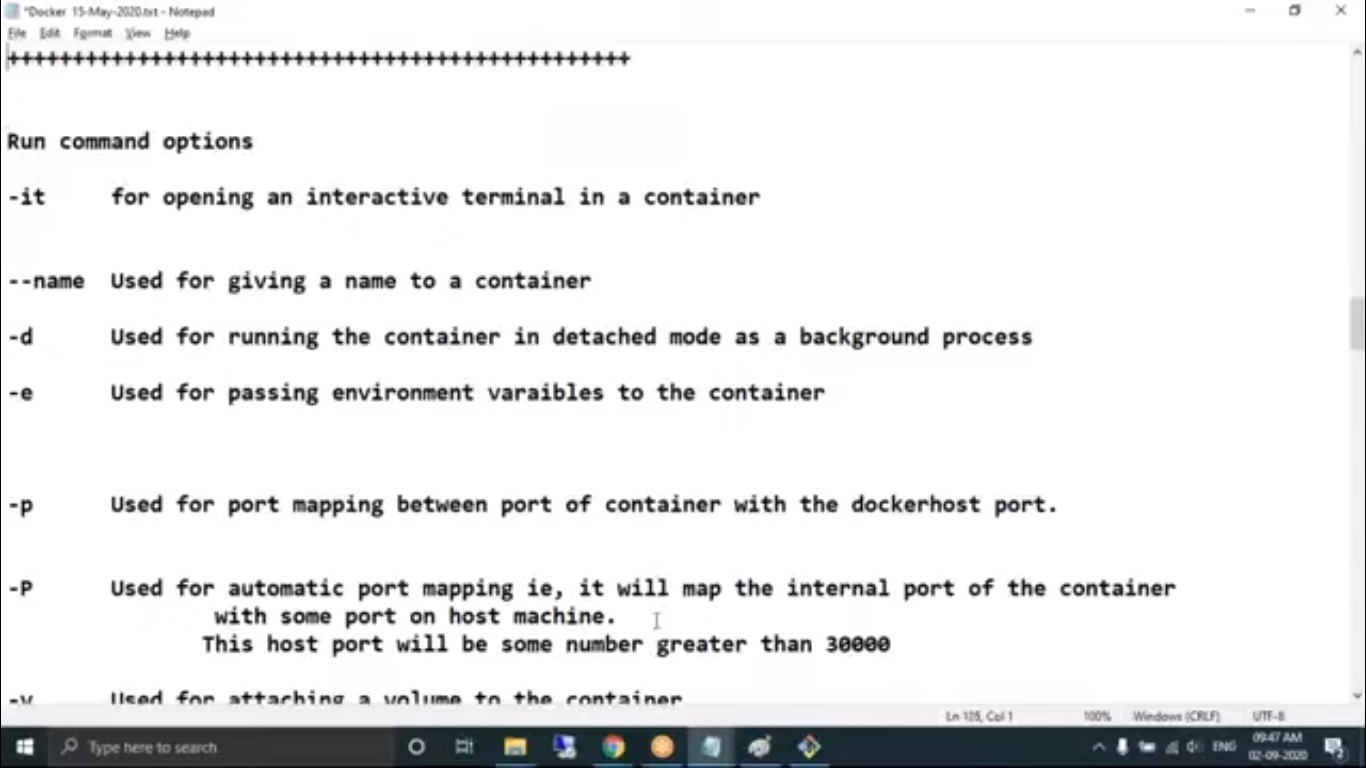 *Docker 15-May-2020.txt - Notepad
File Edit Format View Help
++++++++++++++++++++++++++++++++++++++++++++++++
Run command options
-it for opening an interactive terminal in a container
--name Used for giving a name to a container
-d Used for running the container in detached mode as a background process
-e Used for passing environment varaibles to the container
-p Used for port mapping between port of container with the dockerhost port.
-P Used for automatic port mapping ie, it will map the internal port of the container
with some port on host machine.
This host port will be some number greater than 30000
-v Used for attaching a volume to the container
Ln 105, Col 1 100% Windows (CRLF) UTF-8
Type here to search
ENG
09:47 AM
02-09-2020
2